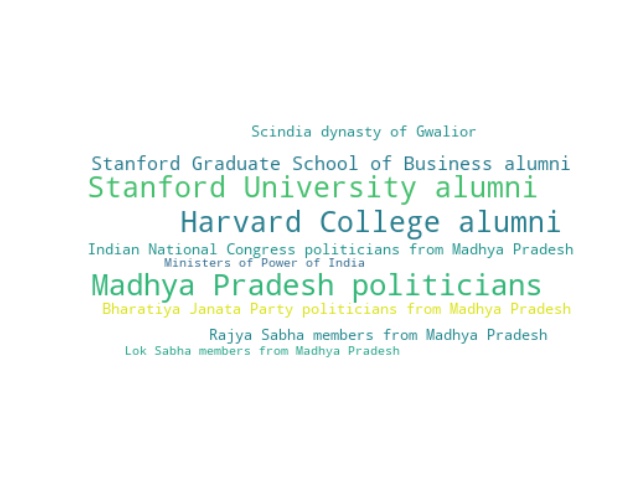 Scindia dynasty of Gwalior
Stanford Graduate School of Business alumni
Stanford University alumni
Harvard College alumni
Indian National Congress politicians from Madhya Pradesh
Ministers of Power of India
Madhya Pradesh politicians
Bharatiya Janata Party politicians from Madhya Pradesh
Rajya Sabha members from Madhya Pradesh
Lok Sabha members from Madhya Pradesh